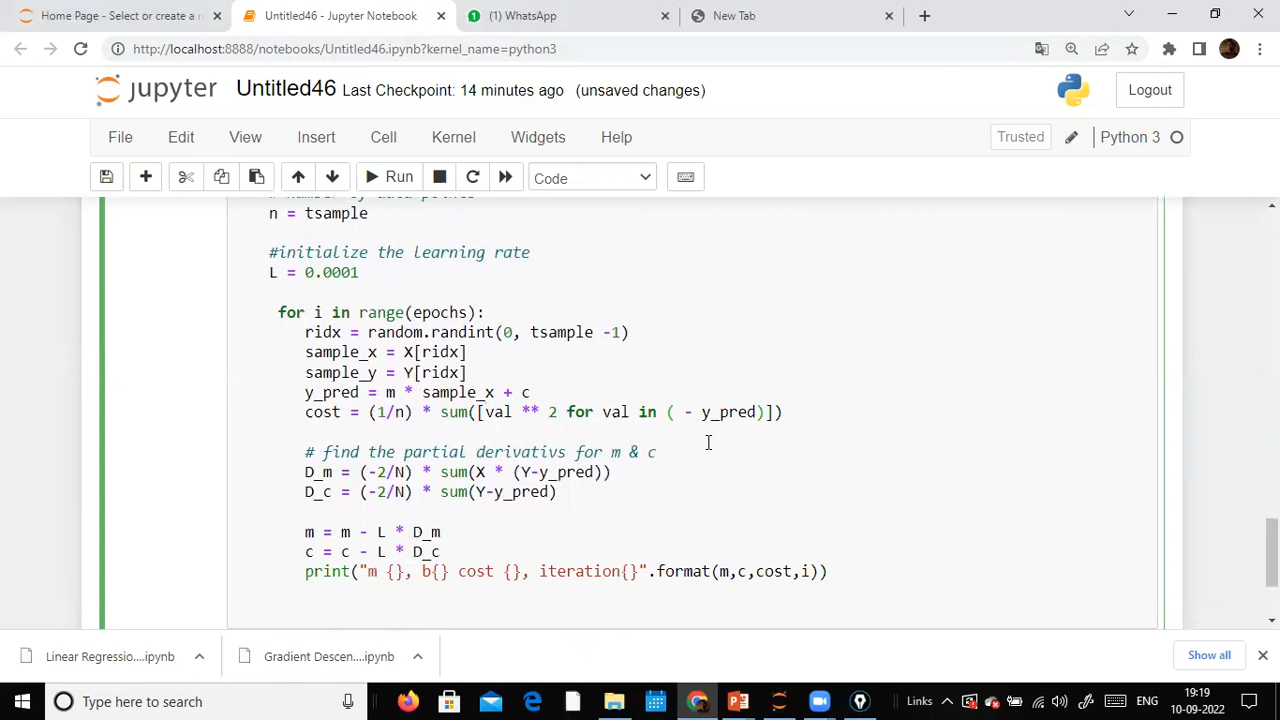 Home Page - Select or create a n
Untitled46 - Jupyter Notebook
(1) WhatsApp
New Tab
http://localhost:8888/notebooks/Untitled46.ipynb?kernel_name=python3
jupyter Untitled46 Last Checkpoint: 14 minutes ago (unsaved changes)
Logout
File Edit View Insert Cell Kernel Widgets Help
Trusted
Python 3
Run
Code
n = tsample
#initialize the learning rate
L = 0.0001
for i in range(epochs):
ridx = random.randint(0, tsample -1)
sample_x = X[ridx]
sample_y = Y[ridx]
y_pred = m * sample_x + c
cost = (1/n) * sum([val ** 2 for val in ( - y_pred)])
# find the partial derivativs for m & c
D_m = (-2/N) * sum(X * (Y-y_pred))
D_c = (-2/N) * sum(Y-y_pred)
m = m - L * D_m
c = c - L * D_c
print("m {}, b{} cost {}, iteration{}".format(m,c,cost,i))
Linear Regressio....ipynb
Gradient Descen....ipynb
Show all
Type here to search
Links
ENG
19:19
10-09-2022